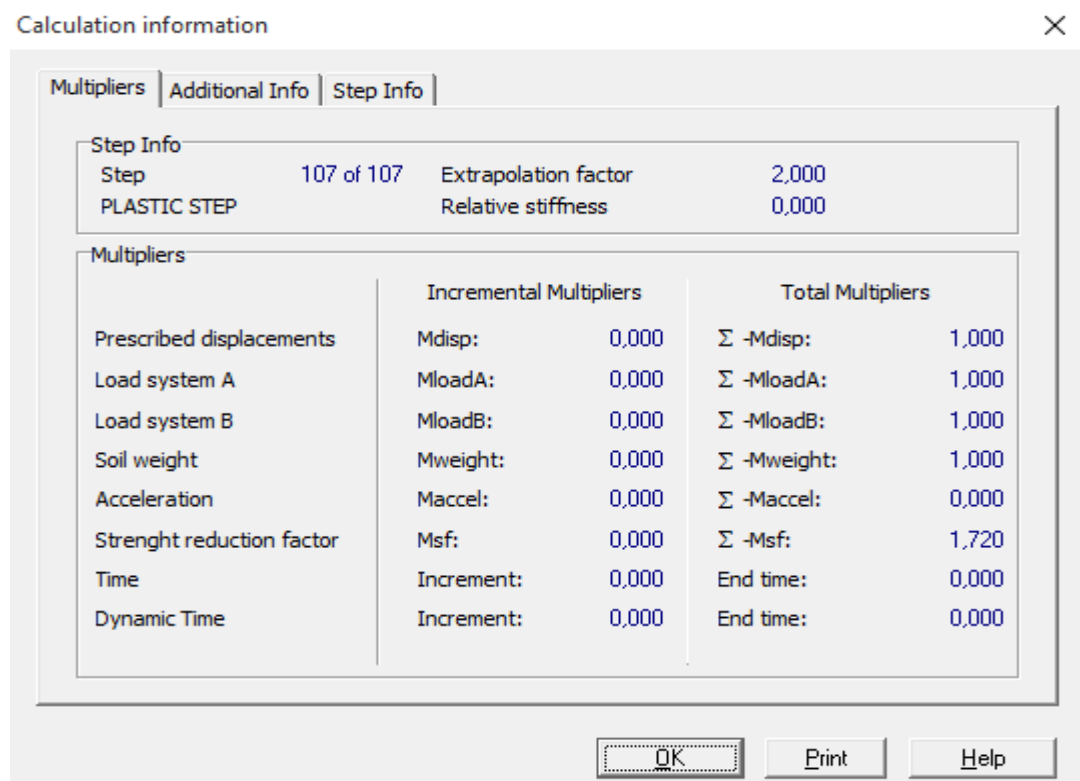 Calculation information
Multipliers Additional Info Step Info
Step Info
Step 107 of 107 Extrapolation factor 2,000
PLASTIC STEP Relative stiffness 0,000
Multipliers
Incremental Multipliers Total Multipliers
Prescribed displacements Mdisp: 0,000 Σ -Mdisp: 1,000
Load system A MloadA: 0,000 Σ -MloadA: 1,000
Load system B MloadB: 0,000 Σ -MloadB: 1,000
Soil weight Mweight: 0,000 Σ -Mweight: 1,000
Acceleration Maccel: 0,000 Σ -Maccel: 0,000
Strenght reduction factor Msf: 0,000 Σ -Msf: 1,720
Time Increment: 0,000 End time: 0,000
Dynamic Time Increment: 0,000 End time: 0,000
OK Print Help